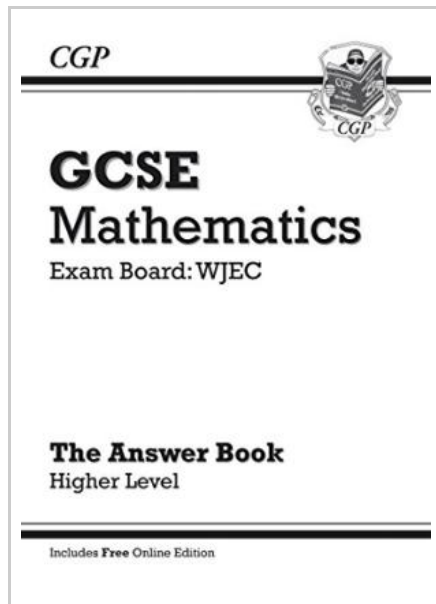 CGP
CGP
GCSE
Mathematics
Exam Board: WJEC
The Answer Book
Higher Level
Includes Free Online Edition